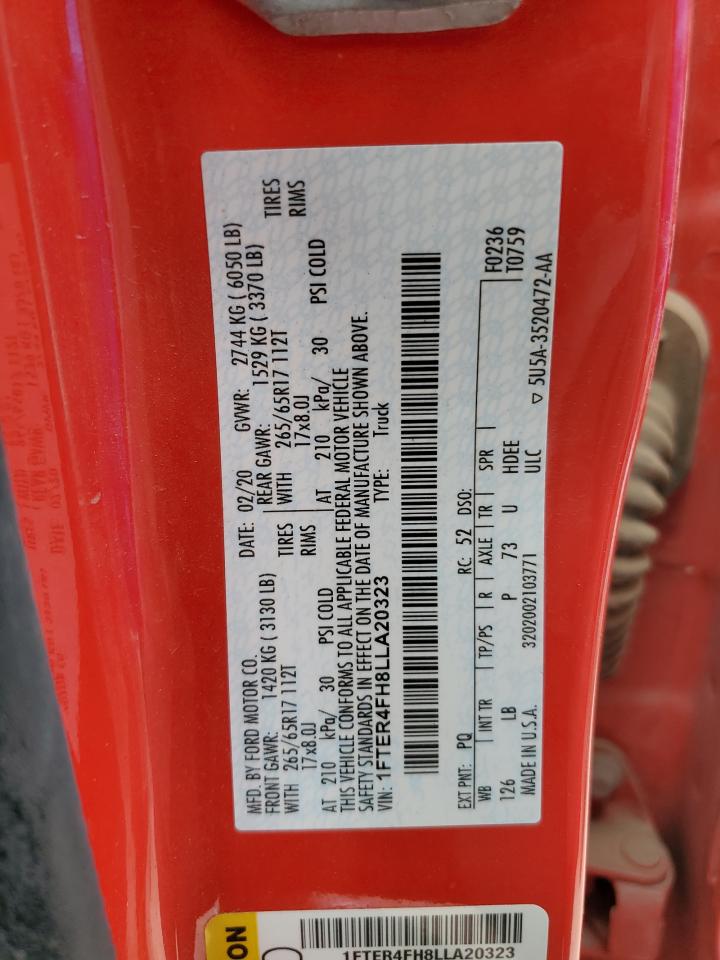 MFD. BY FORD MOTOR CO.
DATE: 02/20 GVWR: 2744 KG ( 6050 LB)
FRONT GAWR: 1420 KG ( 3130 LB) REAR GAWR: 1529 KG ( 3370 LB)
WITH 265/65R17 112T TIRES WITH 265/65R17 112T TIRES
17x8.0J RIMS 17x8.0J RIMS
AT 210 kPa/ 30 PSI COLD AT 210 kPa/ 30 PSI COLD
THIS VEHICLE CONFORMS TO ALL APPLICABLE FEDERAL MOTOR VEHICLE
SAFETY STANDARDS IN EFFECT ON THE DATE OF MANUFACTURE SHOWN ABOVE.
VIN: 1FTER4FH8LLA20323 TYPE: Truck
EXT PNT: PQ RC: 52 DSO: F0236
WB INT TR TP/PS R AXLE TR SPR T0759
126 LB P 73 U HDEE
MADE IN U.S.A. 3202002103771 ULC ▽ 5U5A-3520472-AA
ON
1FTER4FH8LLA20323